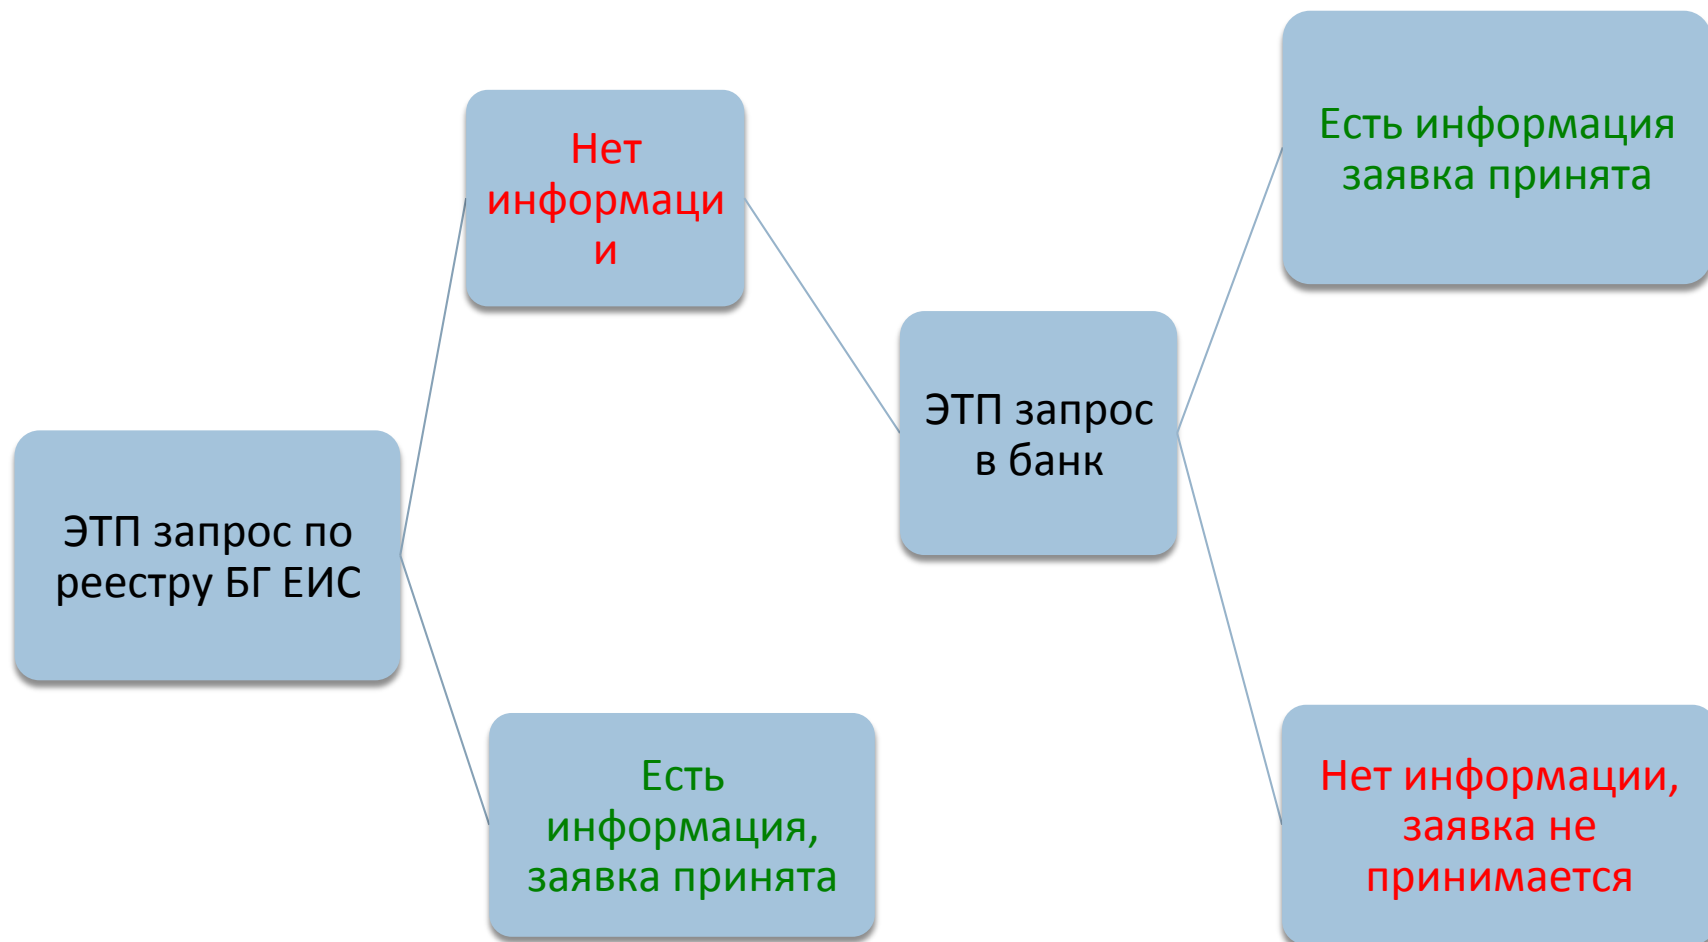 ЭТП запрос по
реестру БГ ЕИС
Нет
информаци
и
Есть
информация,
заявка принята
ЭТП запрос
в банк
Есть информация
заявка принята
Нет информации,
заявка не
принимается